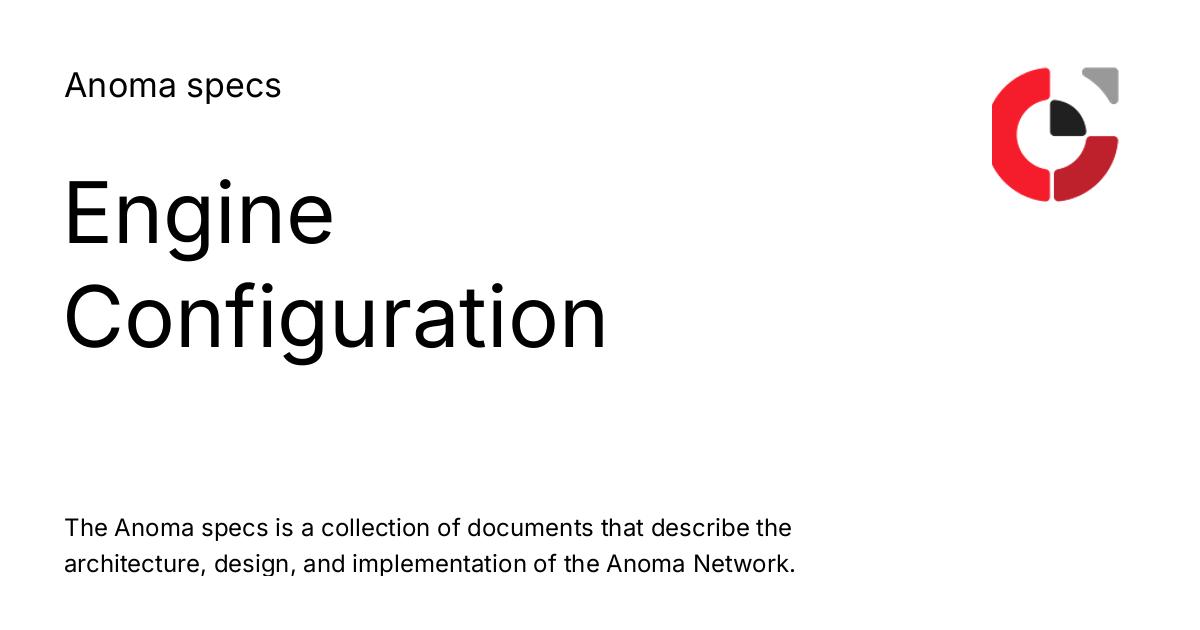 Anoma specs
Engine
Configuration
The Anoma specs is a collection of documents that describe the
architecture, design, and implementation of the Anoma Network.